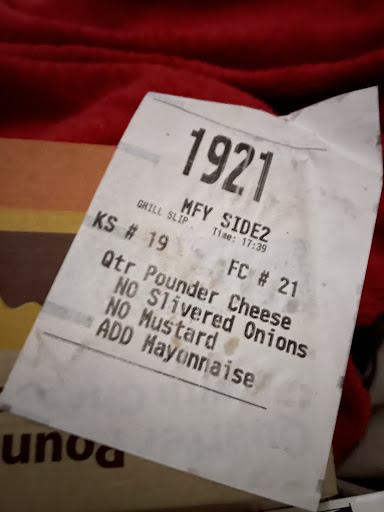 1921
MFY SIDE2
GRILL SLIP Time: 17:39
KS # 19 FC # 21
Qtr Pounder Cheese
NO Slivered Onions
NO Mustard
ADD Mayonnaise
Poun